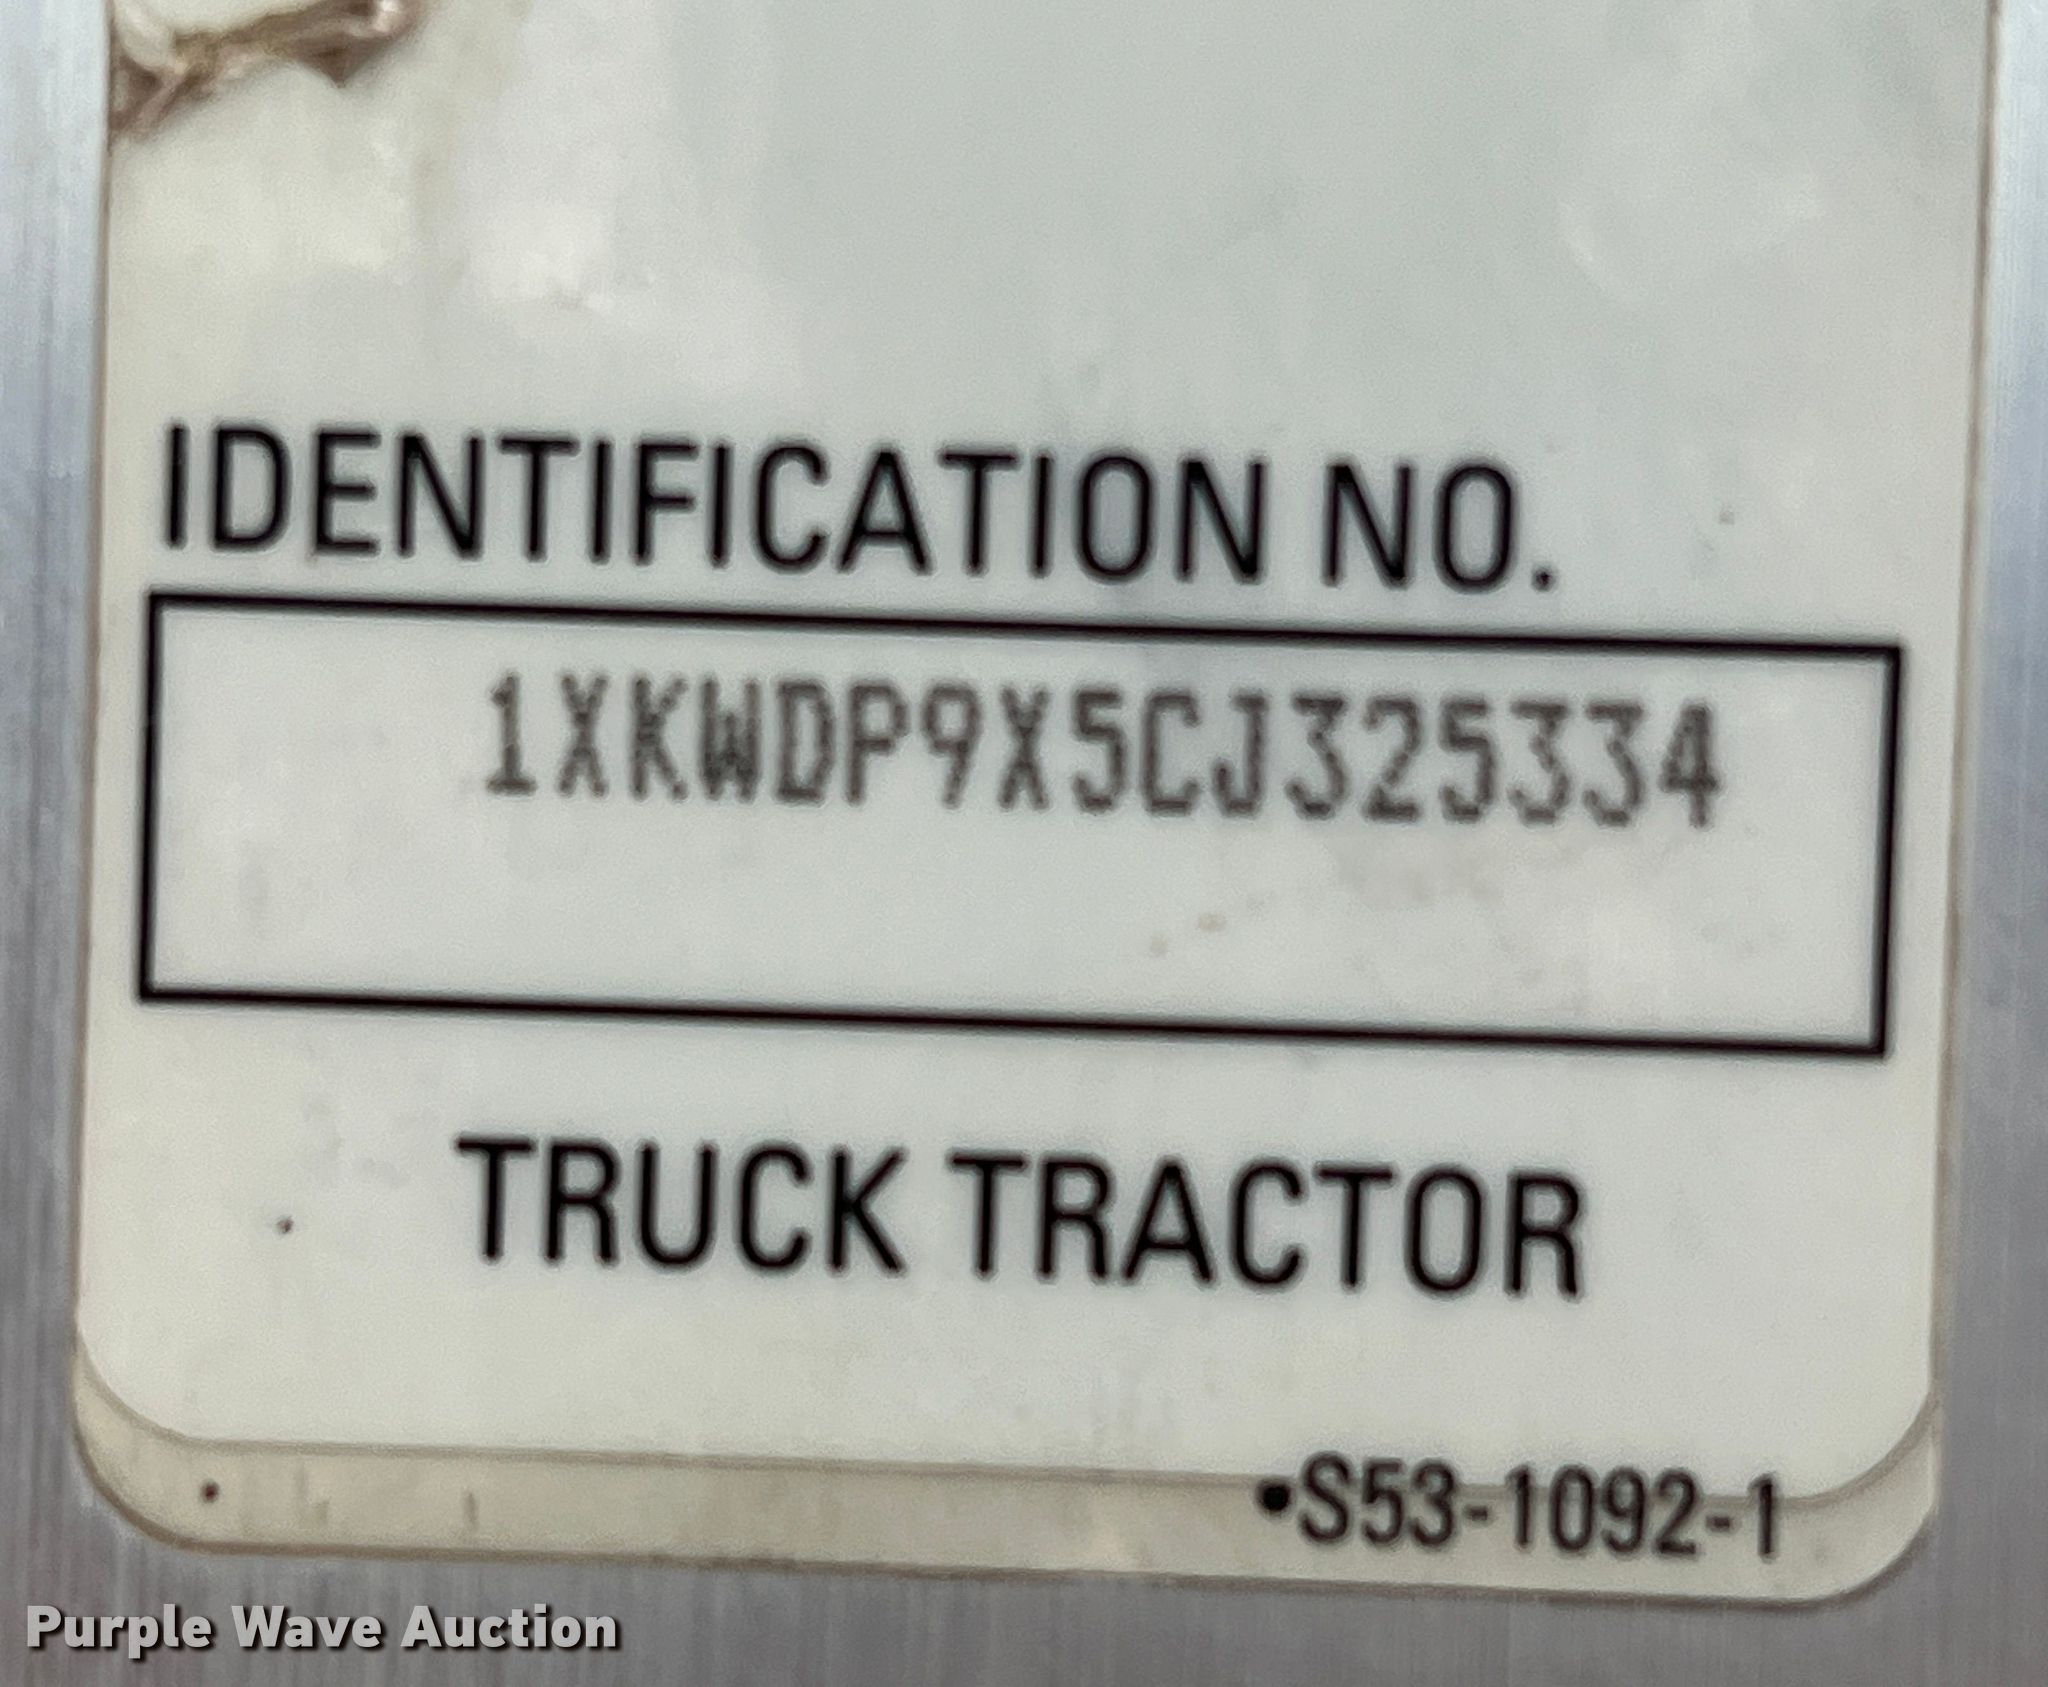 IDENTIFICATION NO.
1XKWDP9X5CJ325334
TRUCK TRACTOR
•S53-1092-1
Purple Wave Auction